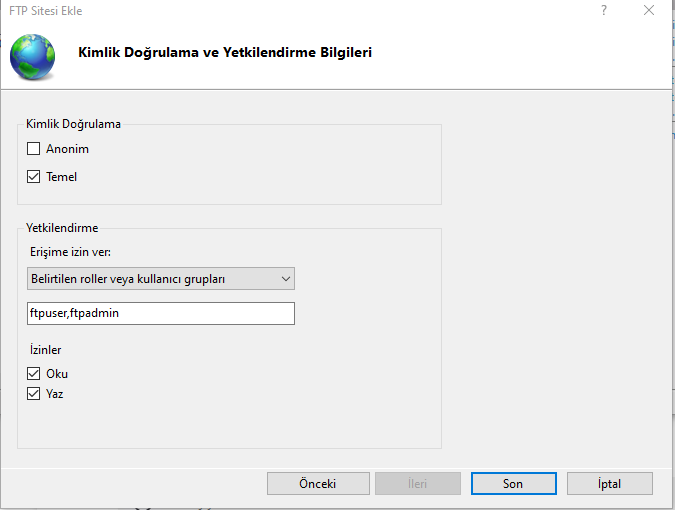 FTP Sitesi Ekle
?
Kimlik Doğrulama ve Yetkilendirme Bilgileri
Kimlik Doğrulama
Anonim
Temel
Yetkilendirme
Erişime izin ver:
Belirtilen roller veya kullanıcı grupları
ftpuser,ftpadmin
İzinler
Oku
Yaz
Önceki İleri Son İptal